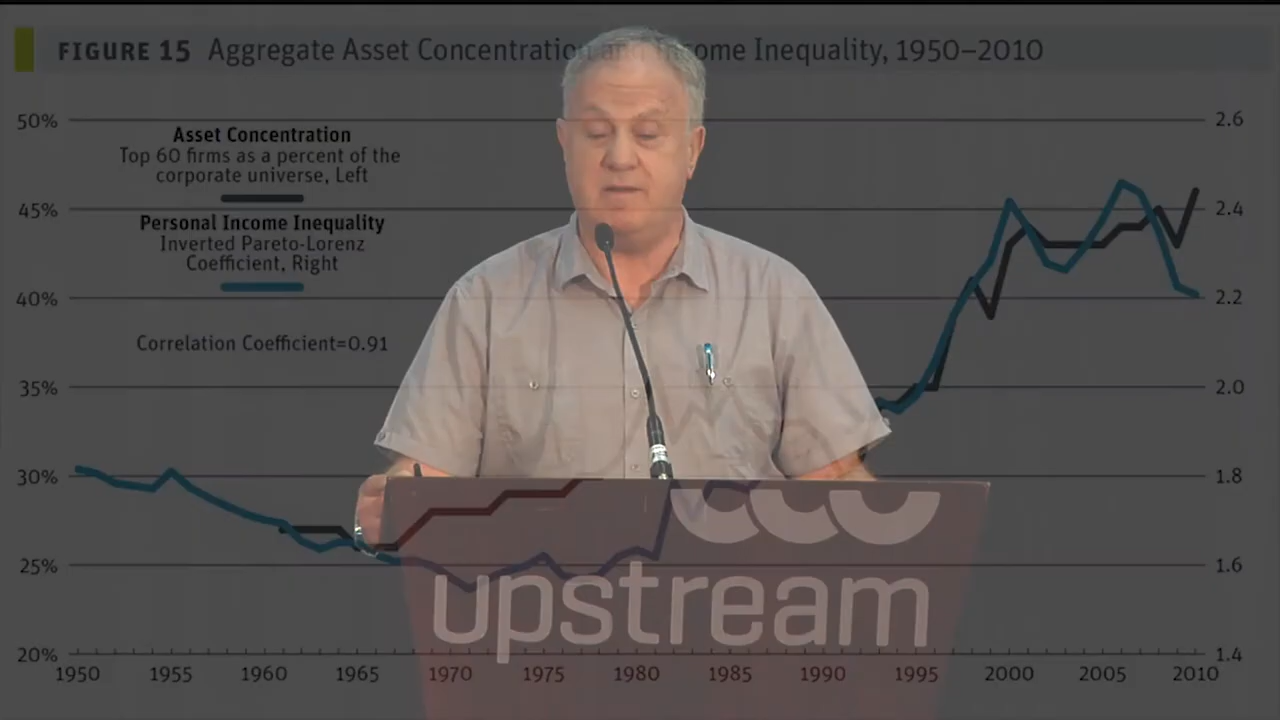 FIGURE 15 Aggregate Asset Concentration and Income Inequality, 1950–2010
50%
45%
40%
35%
30%
25%
20%
Asset Concentration
Top 60 firms as a percent of the
corporate universe, Left
Personal Income Inequality
Inverted Pareto-Lorenz
Coefficient, Right
Correlation Coefficient=0.91
2.6
2.4
2.2
2.0
1.8
1.6
1.4
upstream
1950 1955 1960 1965 1970 1975 1980 1985 1990 1995 2000 2005 2010